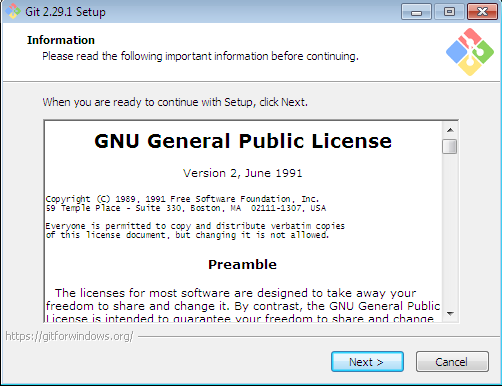 Git 2.29.1 Setup
Information
Please read the following important information before continuing.
When you are ready to continue with Setup, click Next.
GNU General Public License
Version 2, June 1991
Copyright (C) 1989, 1991 Free Software Foundation, Inc.
59 Temple Place - Suite 330, Boston, MA  02111-1307, USA
Everyone is permitted to copy and distribute verbatim copies
of this license document, but changing it is not allowed.
Preamble
The licenses for most software are designed to take away your
freedom to share and change it. By contrast, the GNU General Public
License is intended to guarantee your freedom to share and change
https://gitforwindows.org/
Next >
Cancel